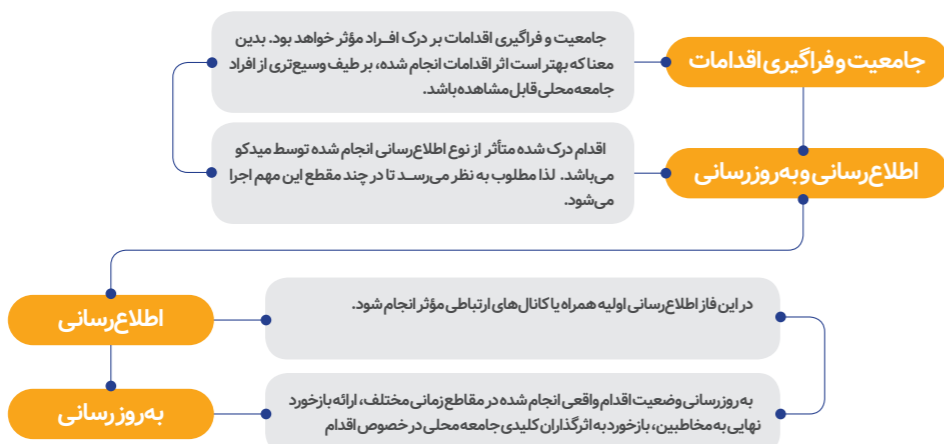 جامعیت و فراگیری اقدامات
جامعیت و فراگیری اقدامات بر درک افراد مؤثر خواهد بود. بدین
معنا که بهتر است اثر اقدامات انجام شده، بر طیف وسیع‌تری از افراد
جامعه محلی قابل مشاهده باشد.
اطلاع‌رسانی و به‌روزرسانی
اقدام درک شده متأثر از نوع اطلاع‌رسانی انجام شده توسط میدکو
می‌باشد. لذا مطلوب به نظر می‌رسد تا در چند مقطع این مهم اجرا
می‌شود.
اطلاع‌رسانی
در این فاز اطلاع‌رسانی اولیه همراه یا کانال‌های ارتباطی مؤثر انجام شود.
به‌روزرسانی
به روزرسانی وضعیت اقدام واقعی انجام شده در مقاطع زمانی مختلف، ارائه بازخورد
نهایی به مخاطبین، بازخورد به اثرگذاران کلیدی جامعه محلی در خصوص اقدام